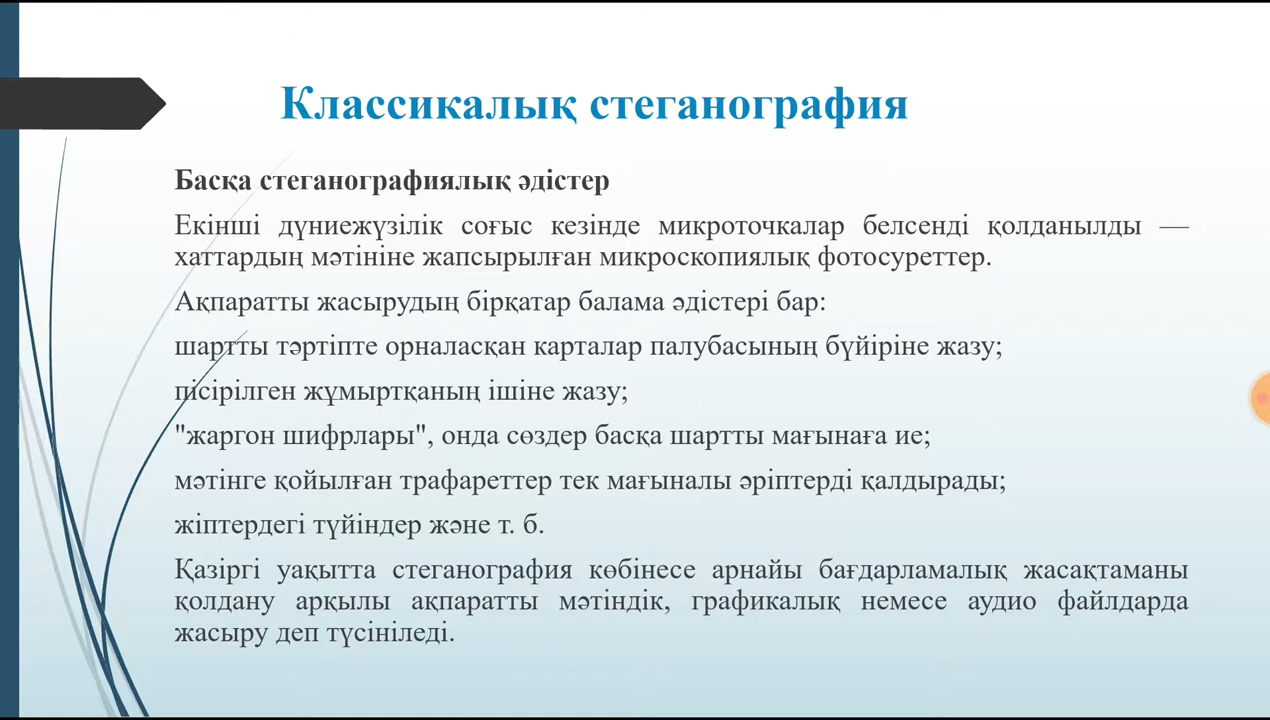 Классикалық стеганография
Басқа стеганографиялық әдістер
Екінші дүниежүзілік соғыс кезінде микроточкалар белсенді қолданылды —
хаттардың мәтініне жапсырылған микроскопиялық фотосуреттер.
Ақпаратты жасырудың бірқатар балама әдістері бар:
шартты тәртіпте орналасқан карталар палубасының бүйіріне жазу;
пісірілген жұмыртқаның ішіне жазу;
"жаргон шифрлары", онда сөздер басқа шартты мағынаға ие;
мәтінге қойылған трафареттер тек мағыналы әріптерді қалдырады;
жіптердегі түйіндер және т. б.
Қазіргі уақытта стеганография көбінесе арнайы бағдарламалық жасақтаманы
қолдану арқылы ақпаратты мәтіндік, графикалық немесе аудио файлдарда
жасыру деп түсініледі.